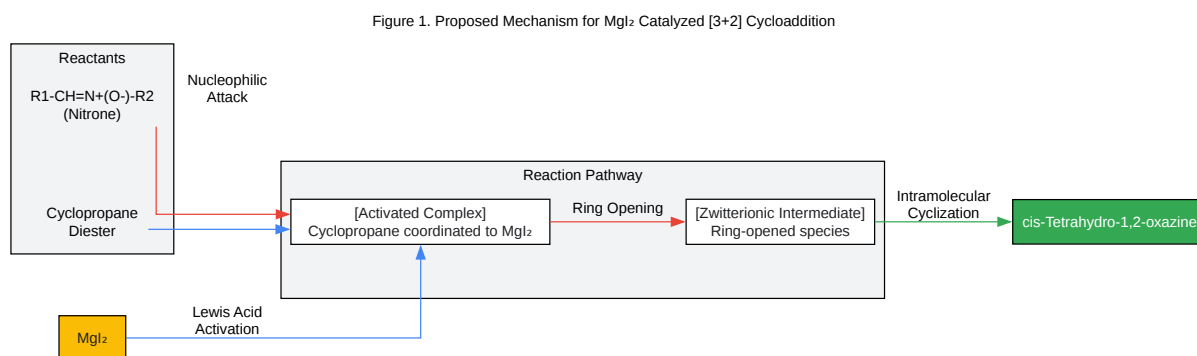 Figure 1. Proposed Mechanism for MgI₂ Catalyzed [3+2] Cycloaddition
Reactants
R1-CH=N+(O-)-R2
(Nitrone)
Nucleophilic
Attack
Cyclopropane
Diester
Reaction Pathway
[Activated Complex]
Cyclopropane coordinated to MgI₂
Ring Opening
[Zwitterionic Intermediate]
Ring-opened species
Intramolecular
Cyclization
cis-Tetrahydro-1,2-oxazine
Lewis Acid
Activation
MgI₂